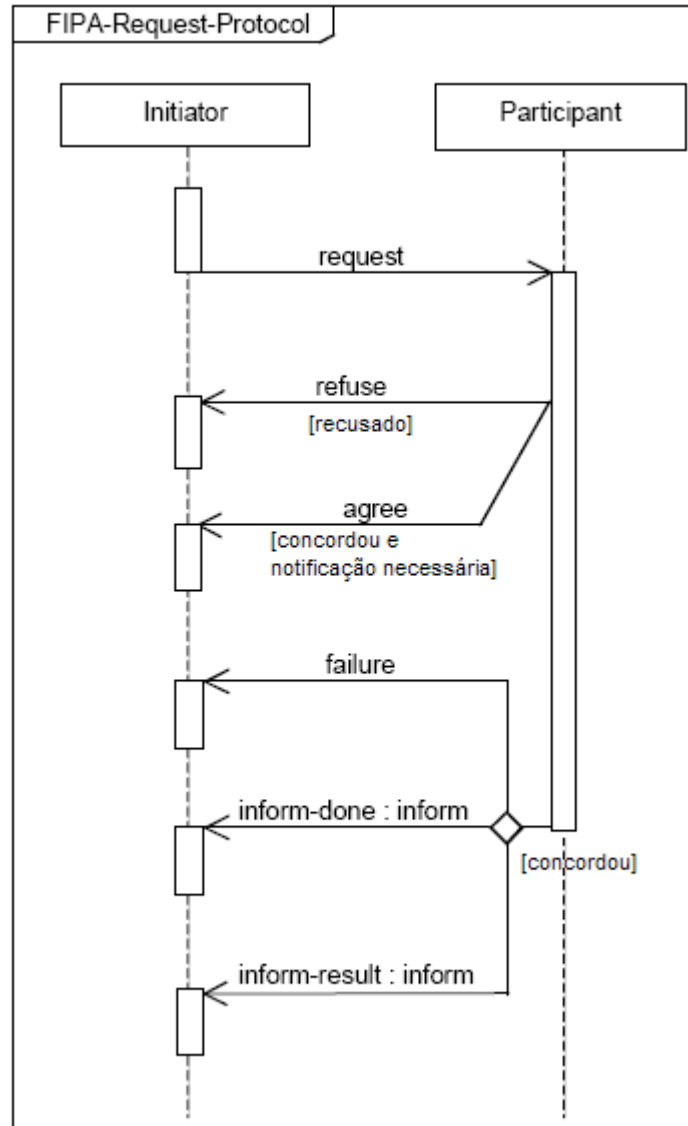 FIPA-Request-Protocol
Initiator
Participant
request
refuse
[recusado]
agree
[concordou e
notificação necessária]
failure
inform-done : inform
[concordou]
inform-result : inform